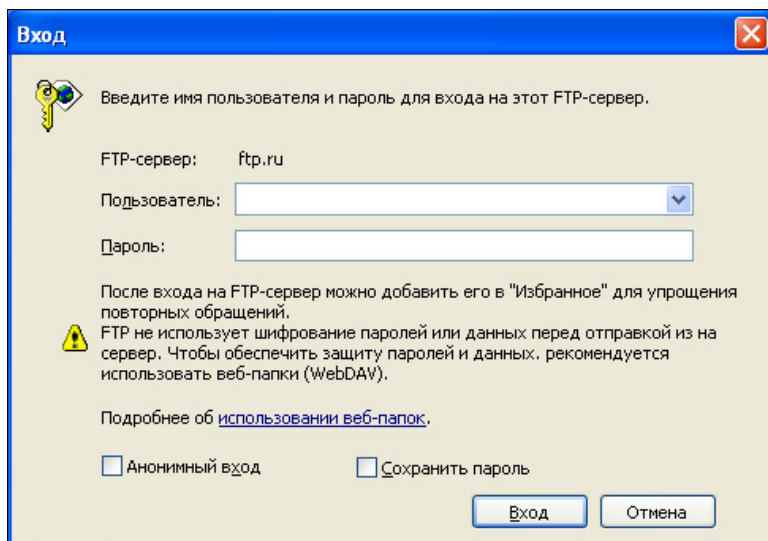 Вход
Введите имя пользователя и пароль для входа на этот FTP-сервер.
FTP-сервер: ftp.ru
Пользователь:
Пароль:
После входа на FTP-сервер можно добавить его в "Избранное" для упрощения
повторных обращений.
FTP не использует шифрование паролей или данных перед отправкой из на
сервер. Чтобы обеспечить защиту паролей и данных. рекомендуется
использовать веб-папки (WebDAV).
Подробнее об использовании веб-папок.
Анонимный вход Сохранить пароль
Вход Отмена